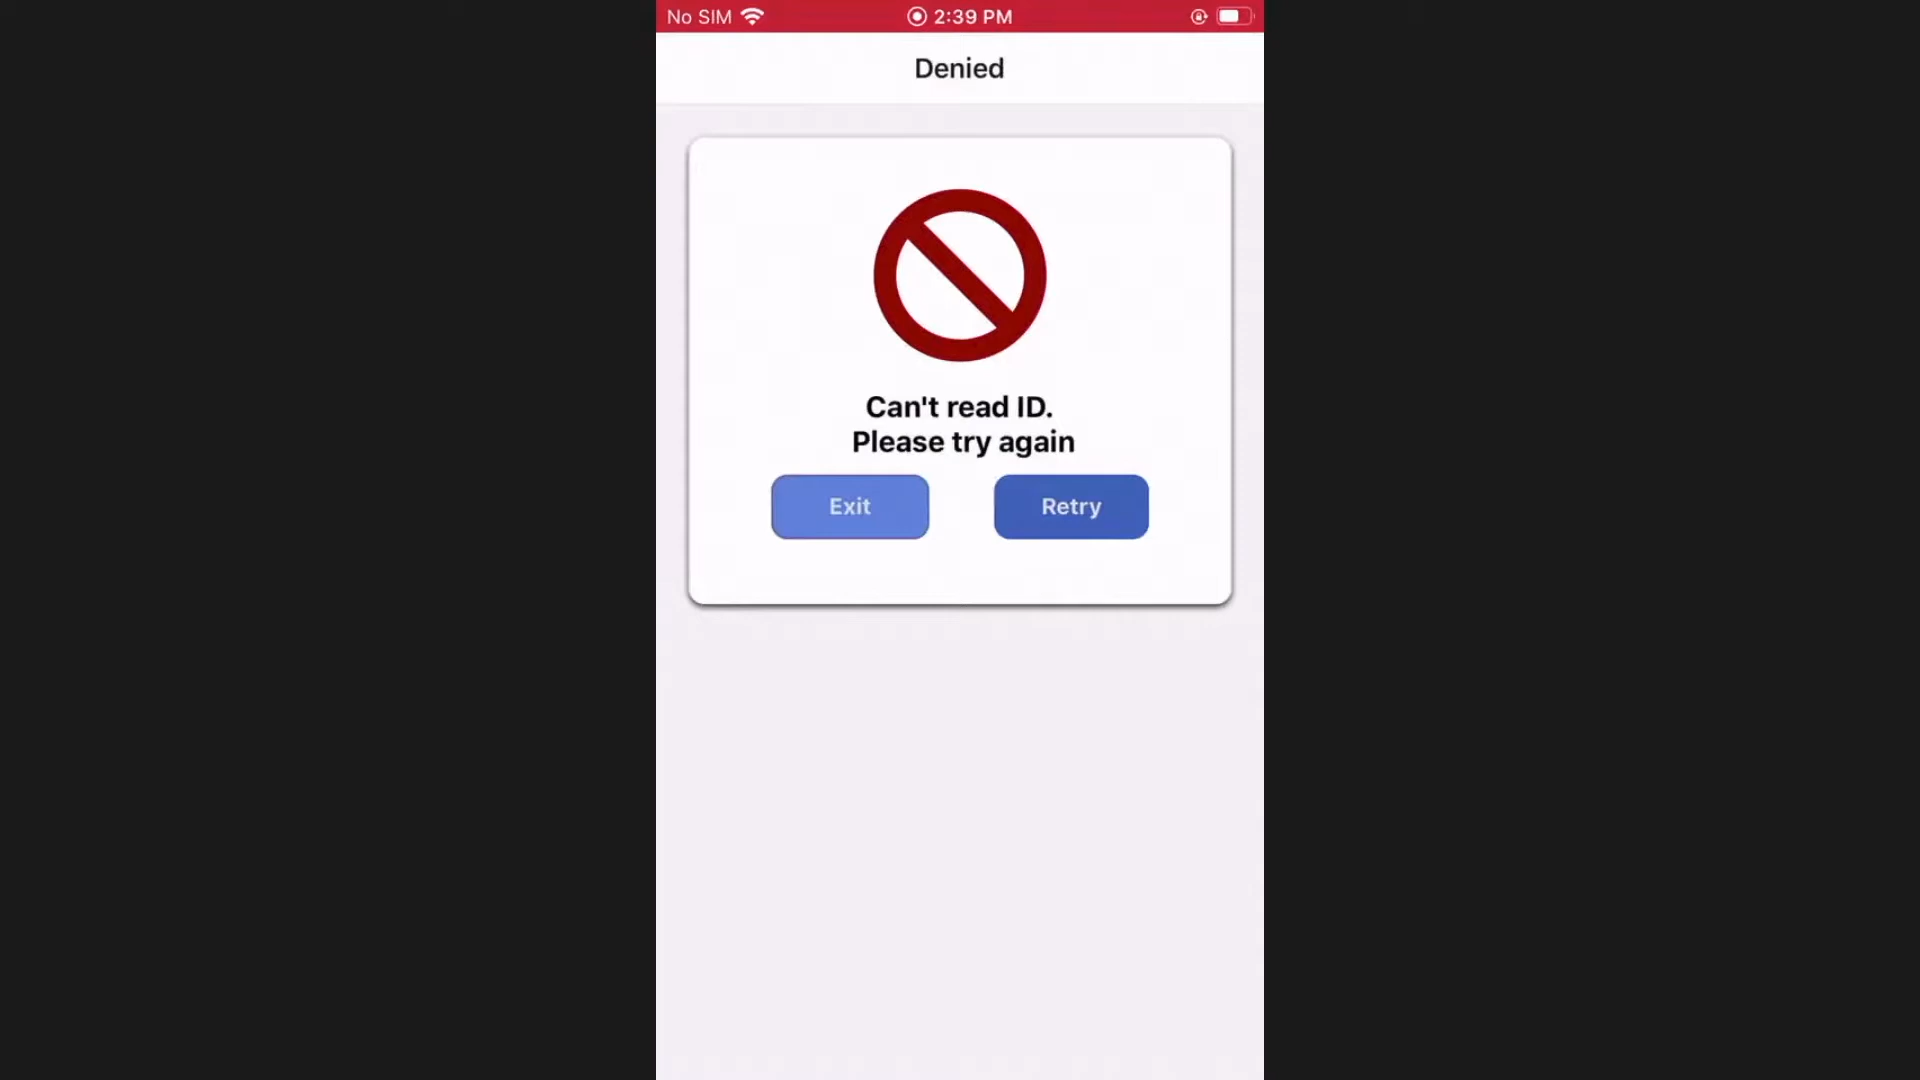 No SIM 2:39 PM
Denied
Can't read ID.
Please try again
Exit Retry